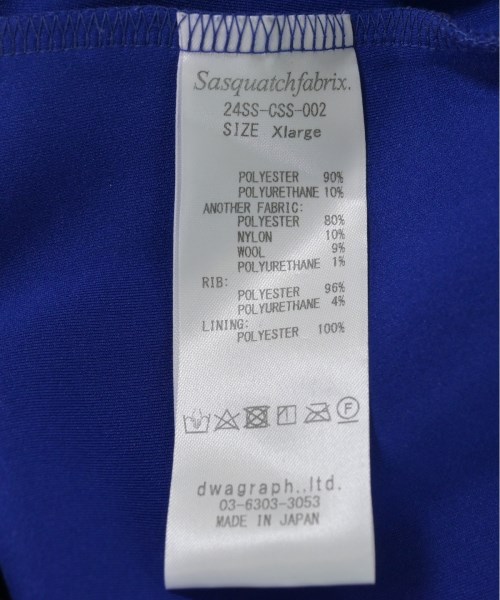 Sasquatchfabrix.
24SS-CSS-002
SIZE Xlarge
POLYESTER 90%
POLYURETHANE 10%
ANOTHER FABRIC:
POLYESTER 80%
NYLON 10%
WOOL 9%
POLYURETHANE 1%
RIB:
POLYESTER 96%
POLYURETHANE 4%
LINING:
POLYESTER 100%
F
dwagraph.,ltd.
03-6303-3053
MADE IN JAPAN